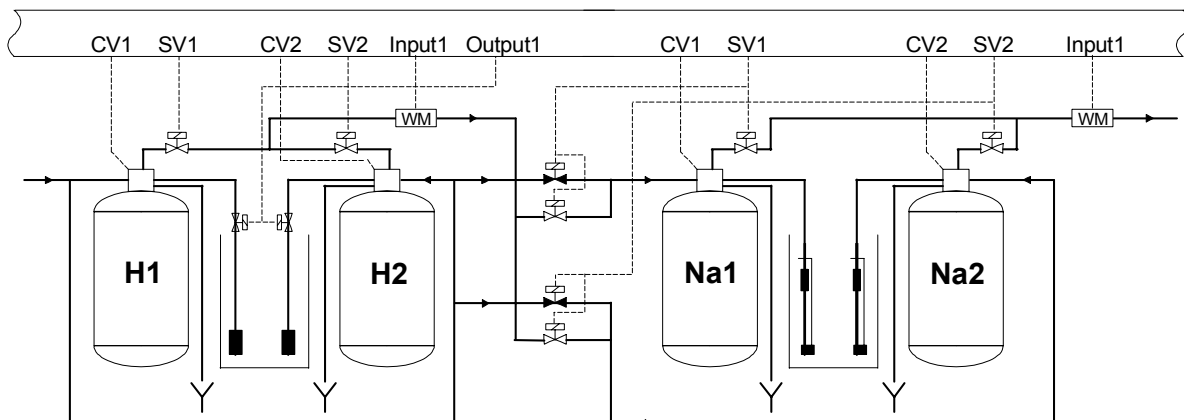 CV1 SV1 CV2 SV2 Input1 Output1 CV1 SV1 CV2 SV2 Input1
WM WM
H1 H2 Na1 Na2